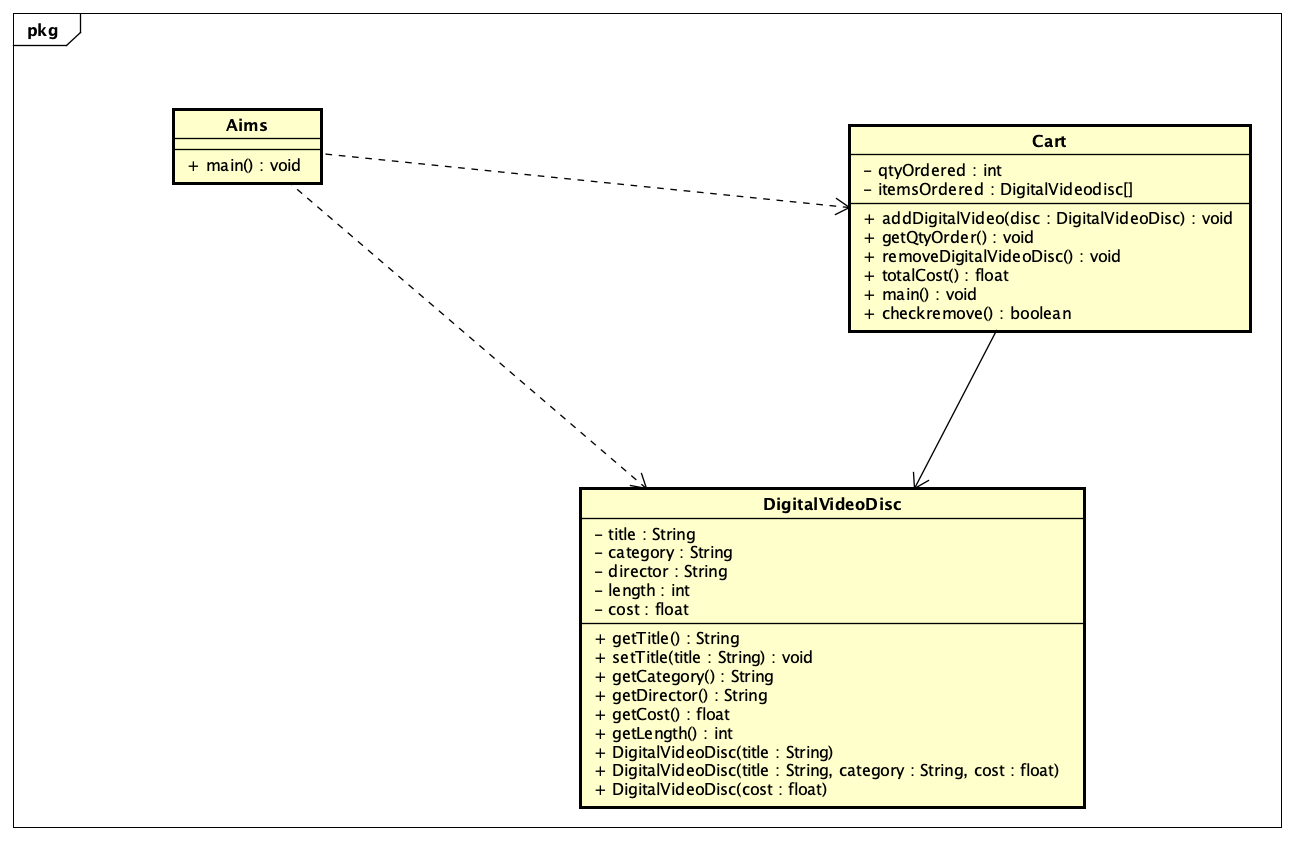 pkg
Aims
+ main() : void
Cart
- qtyOrdered : int
- itemsOrdered : DigitalVideodisc[]
+ addDigitalVideo(disc : DigitalVideoDisc) : void
+ getQtyOrder() : void
+ removeDigitalVideoDisc() : void
+ totalCost() : float
+ main() : void
+ checkremove() : boolean
DigitalVideoDisc
- title : String
- category : String
- director : String
- length : int
- cost : float
+ getTitle() : String
+ setTitle(title : String) : void
+ getCategory() : String
+ getDirector() : String
+ getCost() : float
+ getLength() : int
+ DigitalVideoDisc(title : String)
+ DigitalVideoDisc(title : String, category : String, cost : float)
+ DigitalVideoDisc(cost : float)